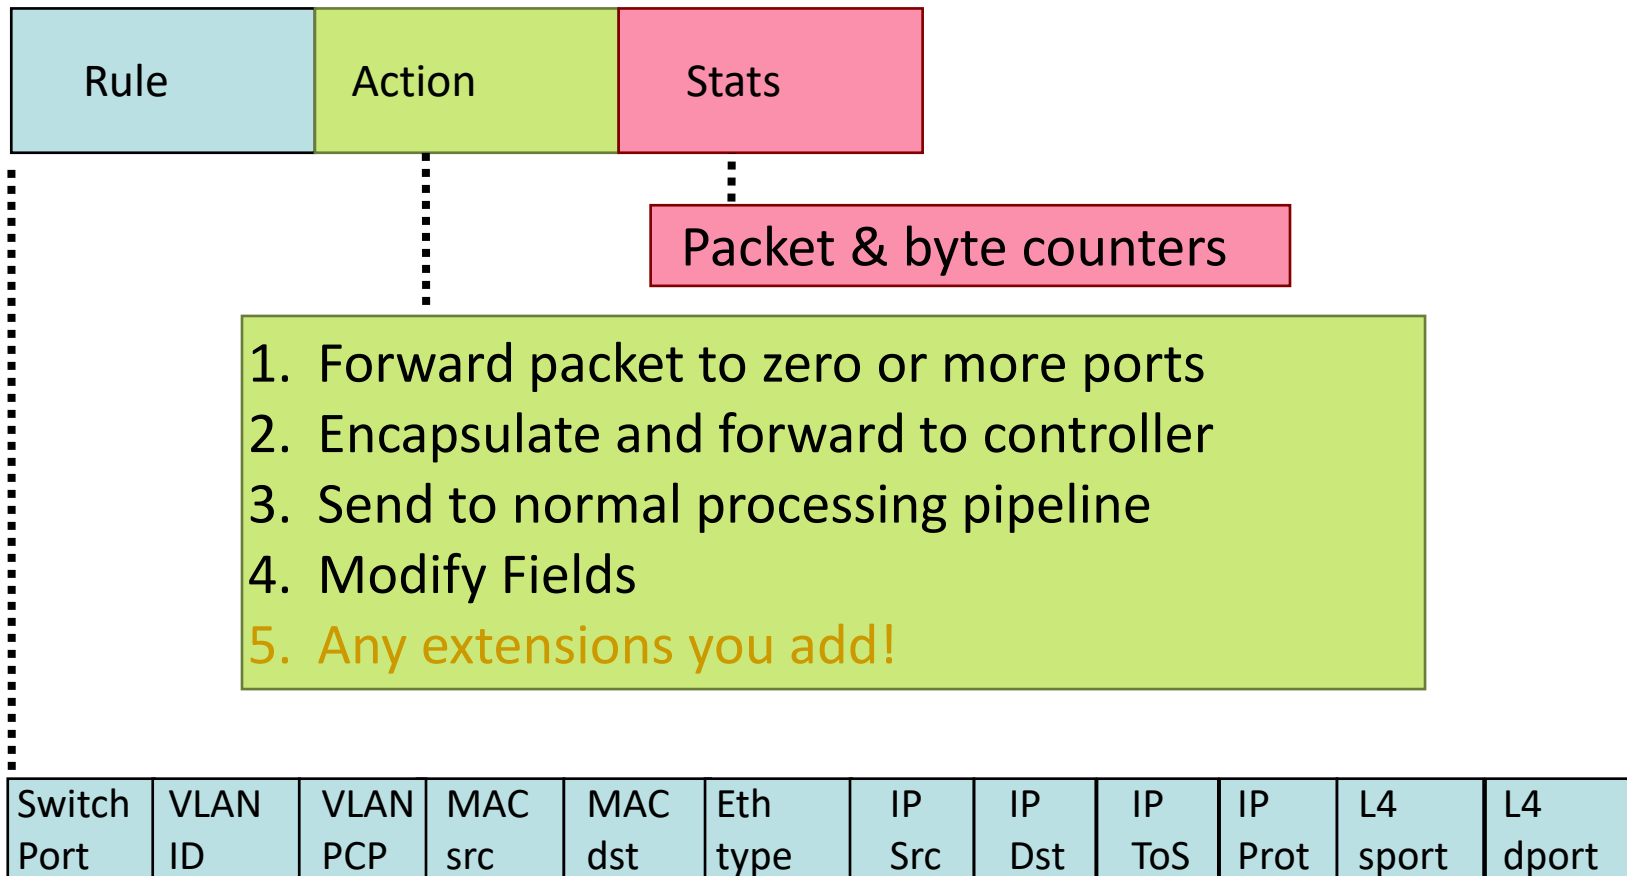 Rule
Action
Stats
Packet & byte counters
1. Forward packet to zero or more ports
2. Encapsulate and forward to controller
3. Send to normal processing pipeline
4. Modify Fields
5. Any extensions you add!
Switch Port
VLAN ID
VLAN PCP
MAC src
MAC dst
Eth type
IP Src
IP Dst
IP ToS
IP Prot
L4 sport
L4 dport